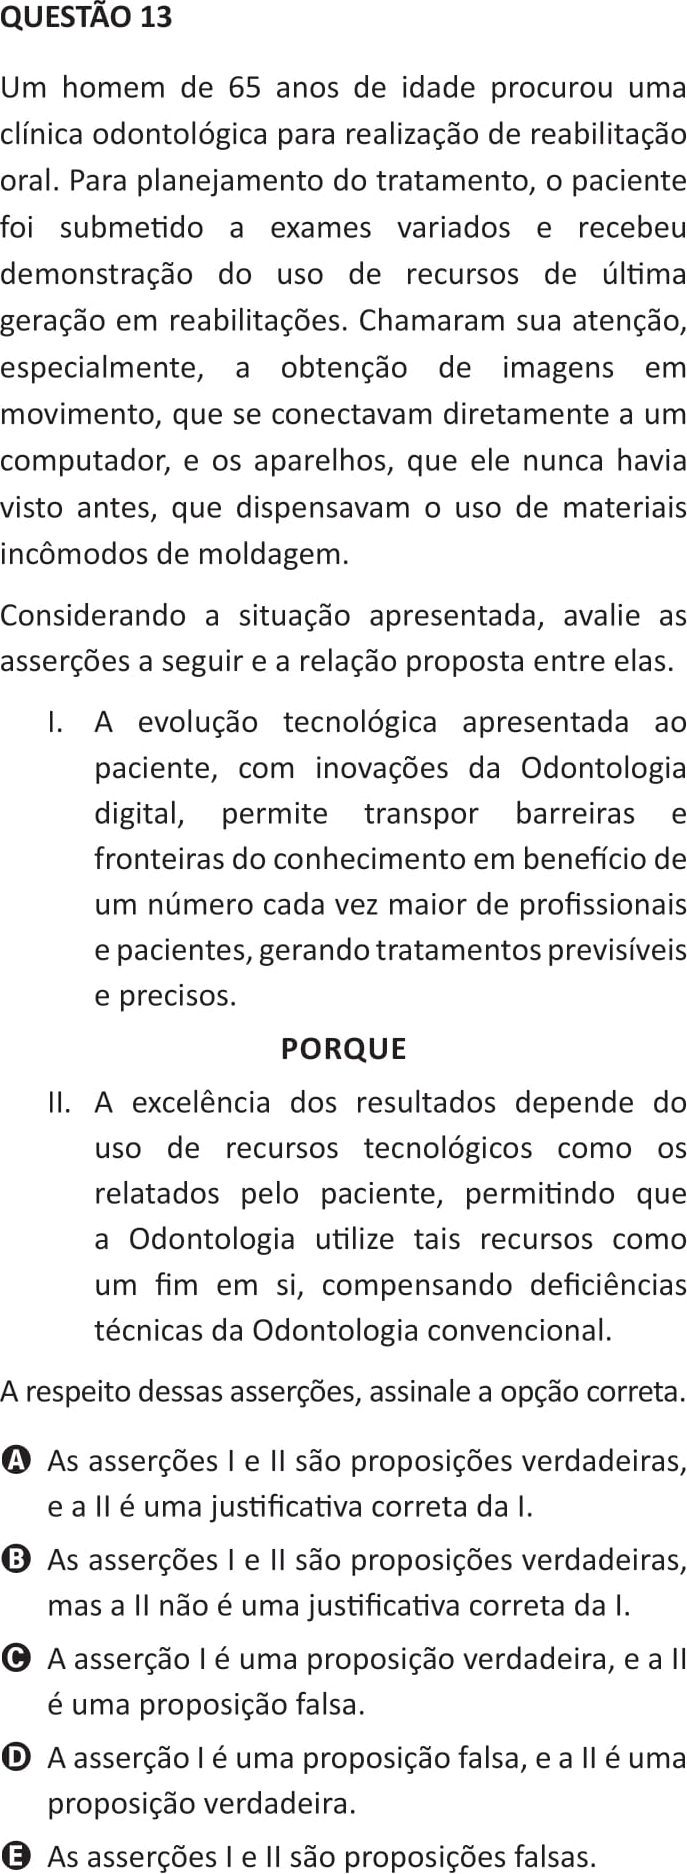 QUESTÃO 13
Um homem de 65 anos de idade procurou uma
clínica odontológica para realização de reabilitação
oral. Para planejamento do tratamento, o paciente
foi submetido a exames variados e recebeu
demonstração do uso de recursos de última
geração em reabilitações. Chamaram sua atenção,
especialmente, a obtenção de imagens em
movimento, que se conectavam diretamente a um
computador, e os aparelhos, que ele nunca havia
visto antes, que dispensavam o uso de materiais
incômodos de moldagem.
Considerando a situação apresentada, avalie as
asserções a seguir e a relação proposta entre elas.
I. A evolução tecnológica apresentada ao
paciente, com inovações da Odontologia
digital, permite transpor barreiras e
fronteiras do conhecimento em benefício de
um número cada vez maior de profissionais
e pacientes, gerando tratamentos previsíveis
e precisos.
PORQUE
II. A excelência dos resultados depende do
uso de recursos tecnológicos como os
relatados pelo paciente, permitindo que
a Odontologia utilize tais recursos como
um fim em si, compensando deficiências
técnicas da Odontologia convencional.
A respeito dessas asserções, assinale a opção correta.
A As asserções I e II são proposições verdadeiras,
e a II é uma justificativa correta da I.
B As asserções I e II são proposições verdadeiras,
mas a II não é uma justificativa correta da I.
C A asserção I é uma proposição verdadeira, e a II
é uma proposição falsa.
D A asserção I é uma proposição falsa, e a II é uma
proposição verdadeira.
E As asserções I e II são proposições falsas.